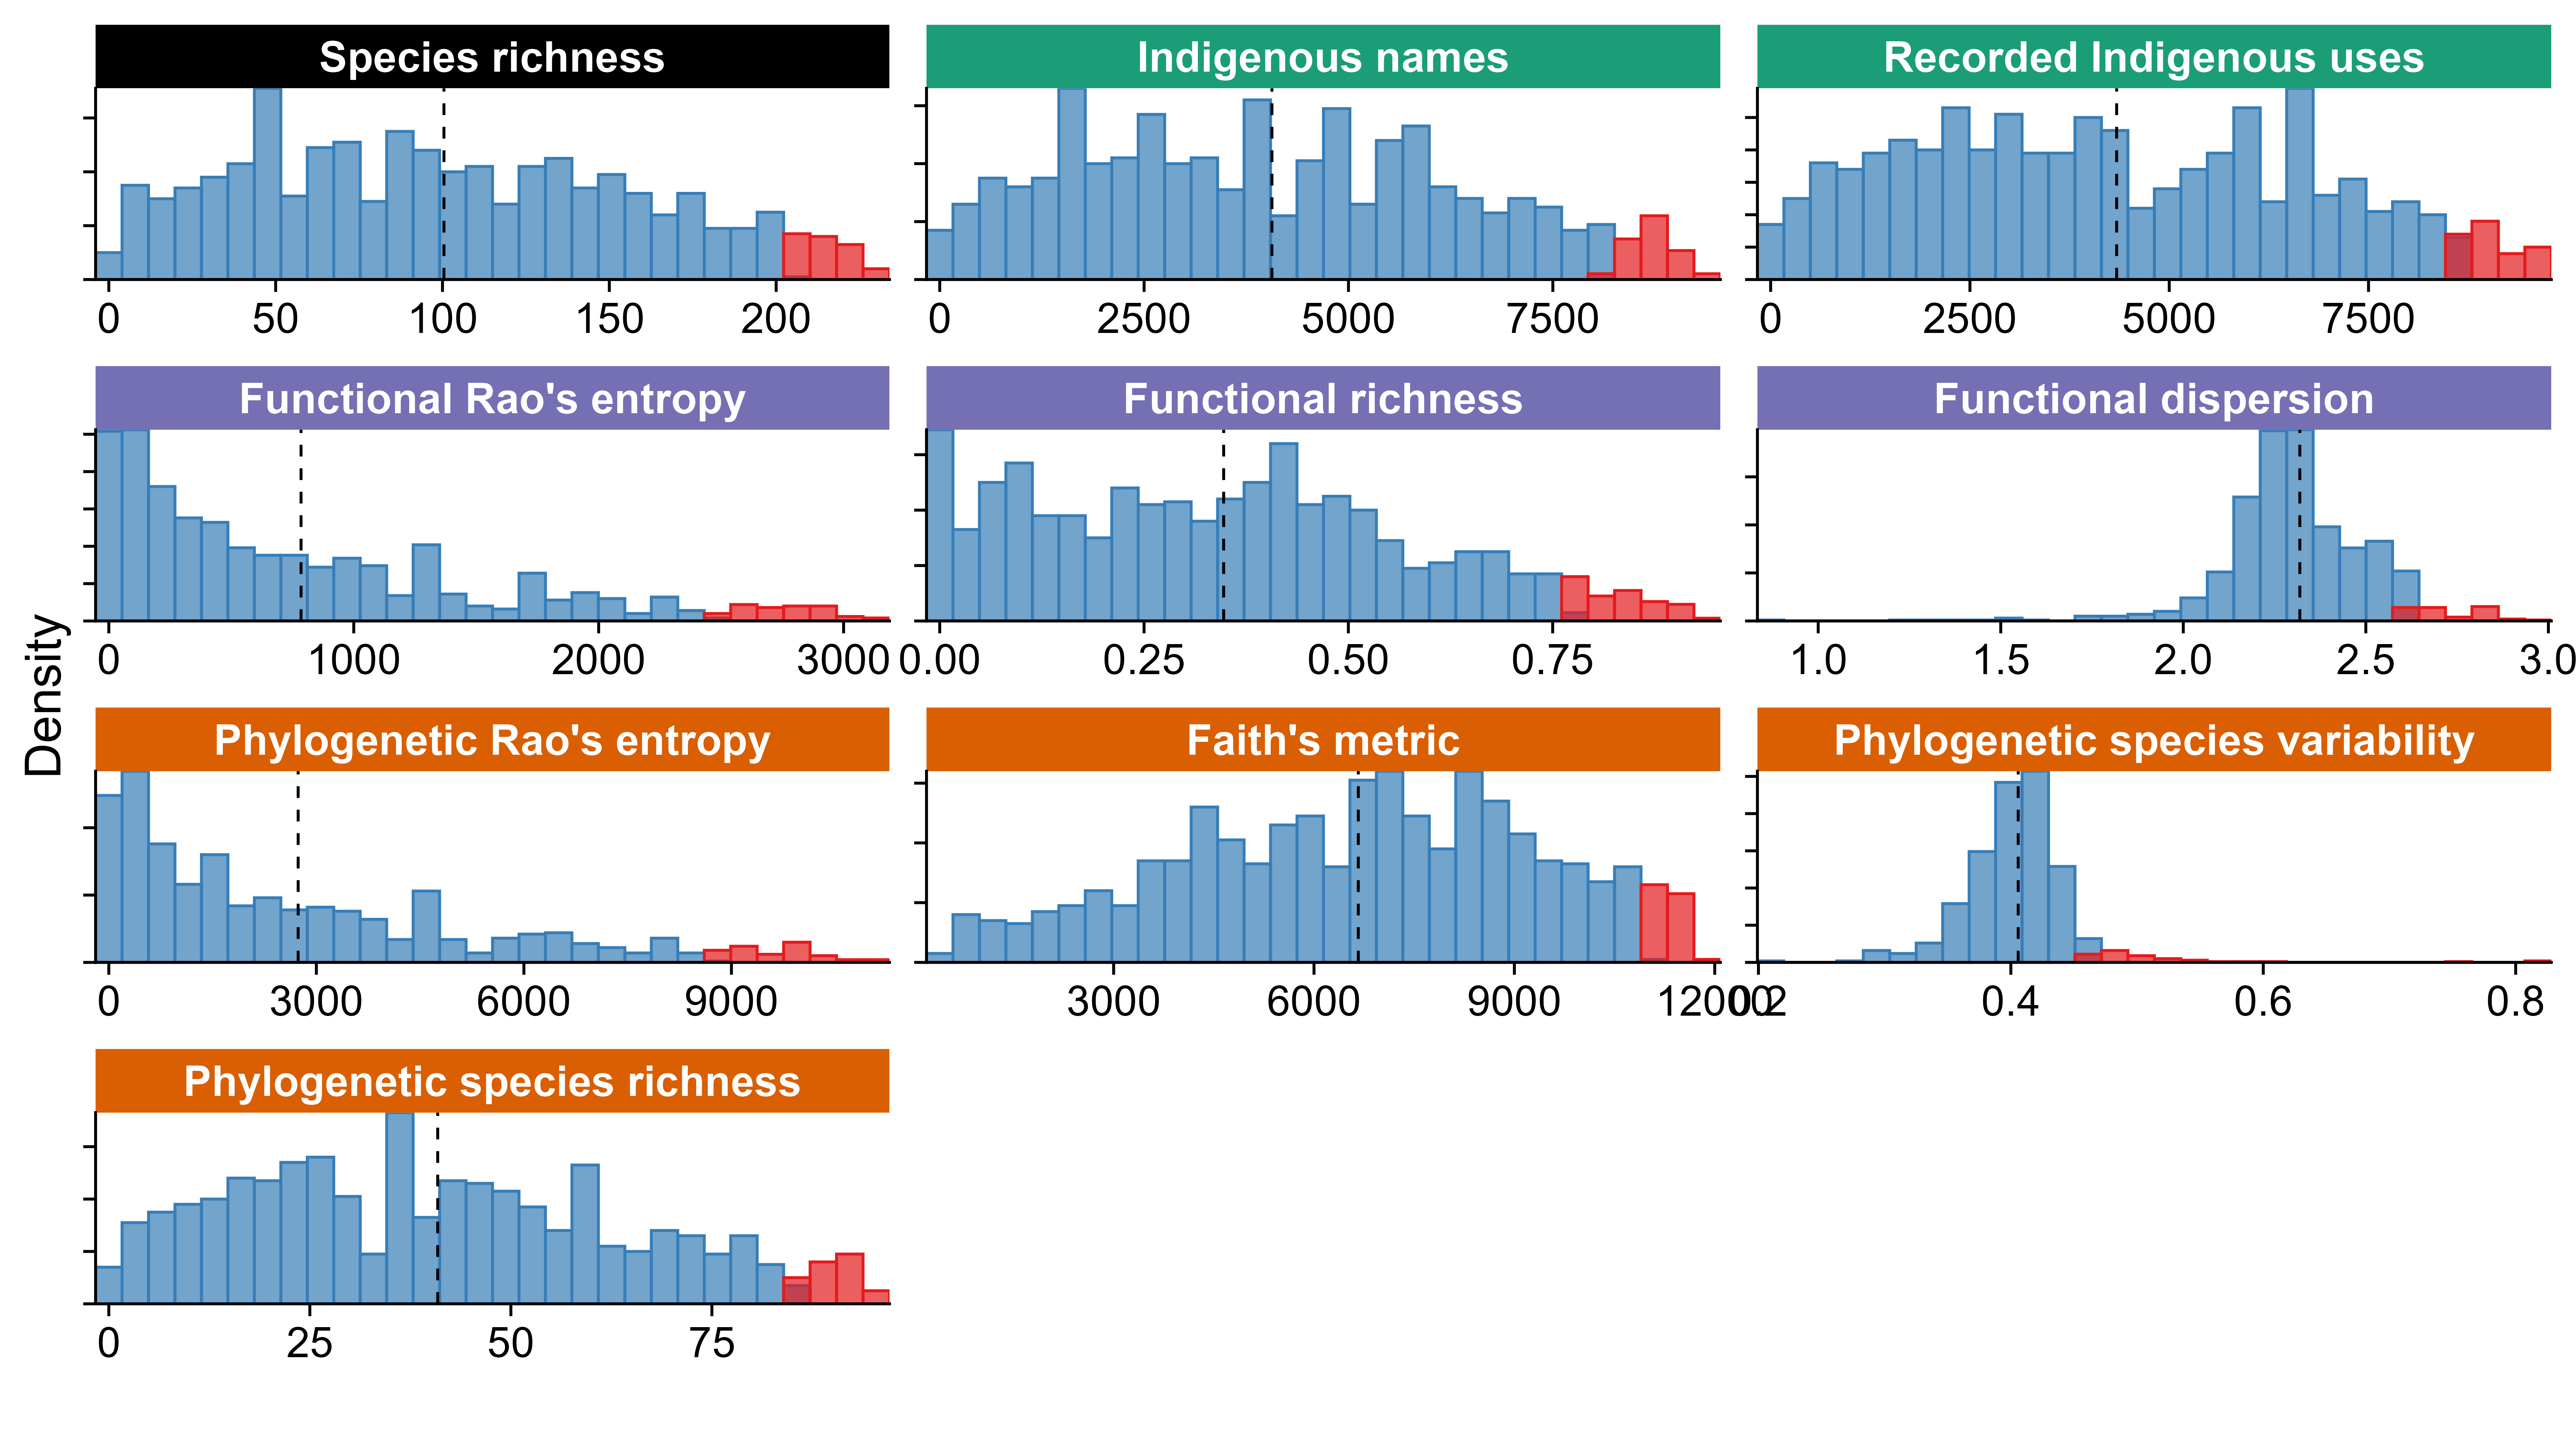 Species richness
Indigenous names
Recorded Indigenous uses
0 50 100 150 200
0 2500 5000 7500
0 2500 5000 7500
Functional Rao's entropy
Functional richness
Functional dispersion
0 1000 2000 3000
0.00 0.25 0.50 0.75
1.0 1.5 2.0 2.5 3.0
Density
Phylogenetic Rao's entropy
Faith's metric
Phylogenetic species variability
0 3000 6000 9000
3000 6000 9000 12000
0.2 0.4 0.6 0.8
Phylogenetic species richness
0 25 50 75